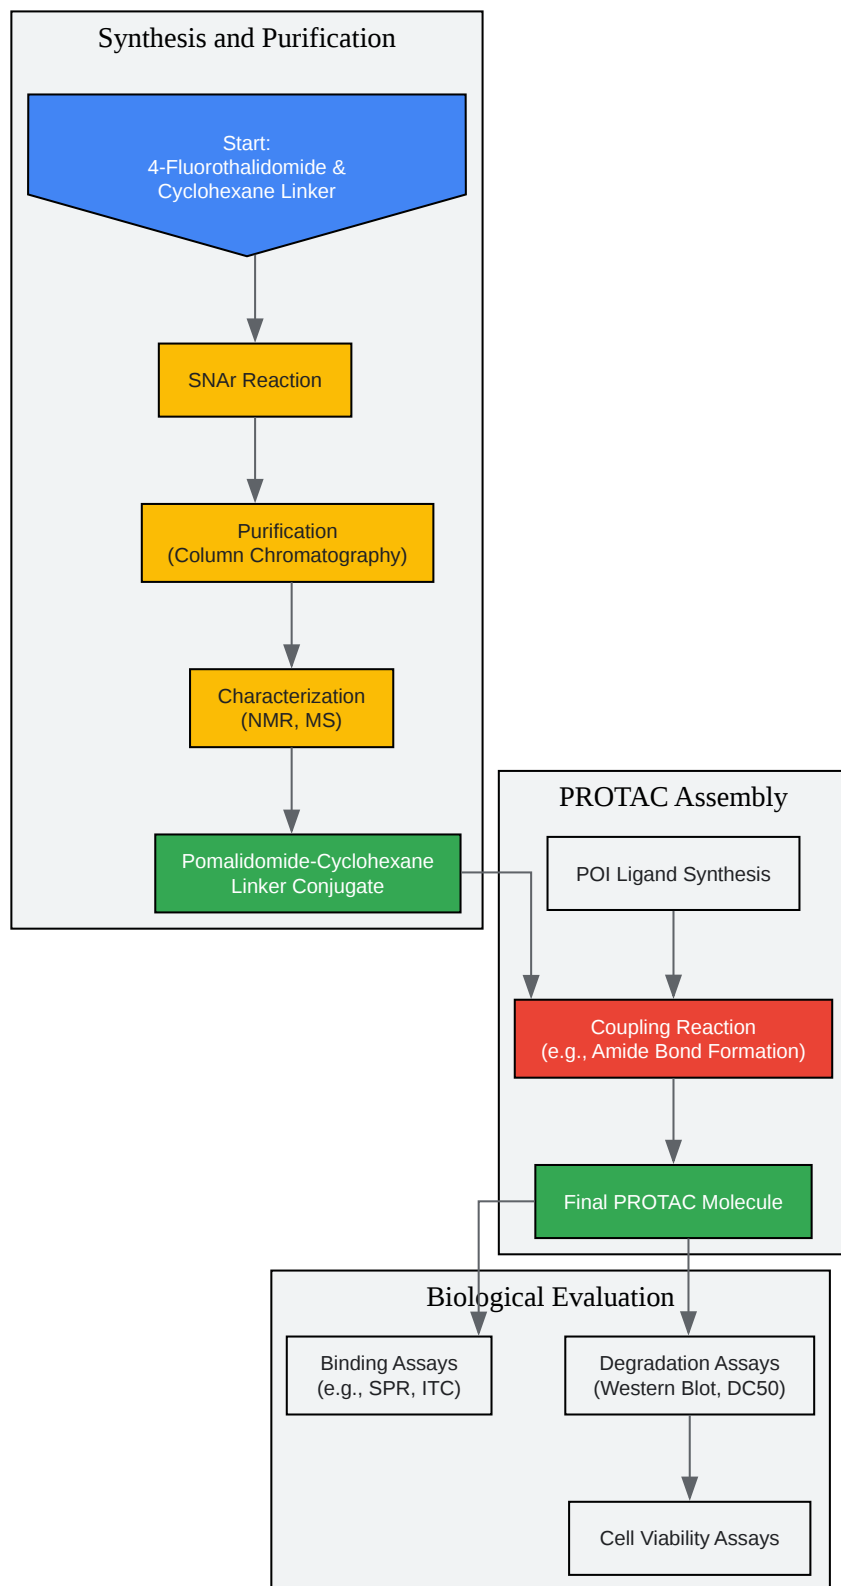 Synthesis and Purification
Start:
4-Fluorothalidomide &
Cyclohexane Linker
SNAr Reaction
Purification
(Column Chromatography)
Characterization
(NMR, MS)
Pomalidomide-Cyclohexane
Linker Conjugate
PROTAC Assembly
POI Ligand Synthesis
Coupling Reaction
(e.g., Amide Bond Formation)
Final PROTAC Molecule
Biological Evaluation
Binding Assays
(e.g., SPR, ITC)
Degradation Assays
(Western Blot, DC50)
Cell Viability Assays